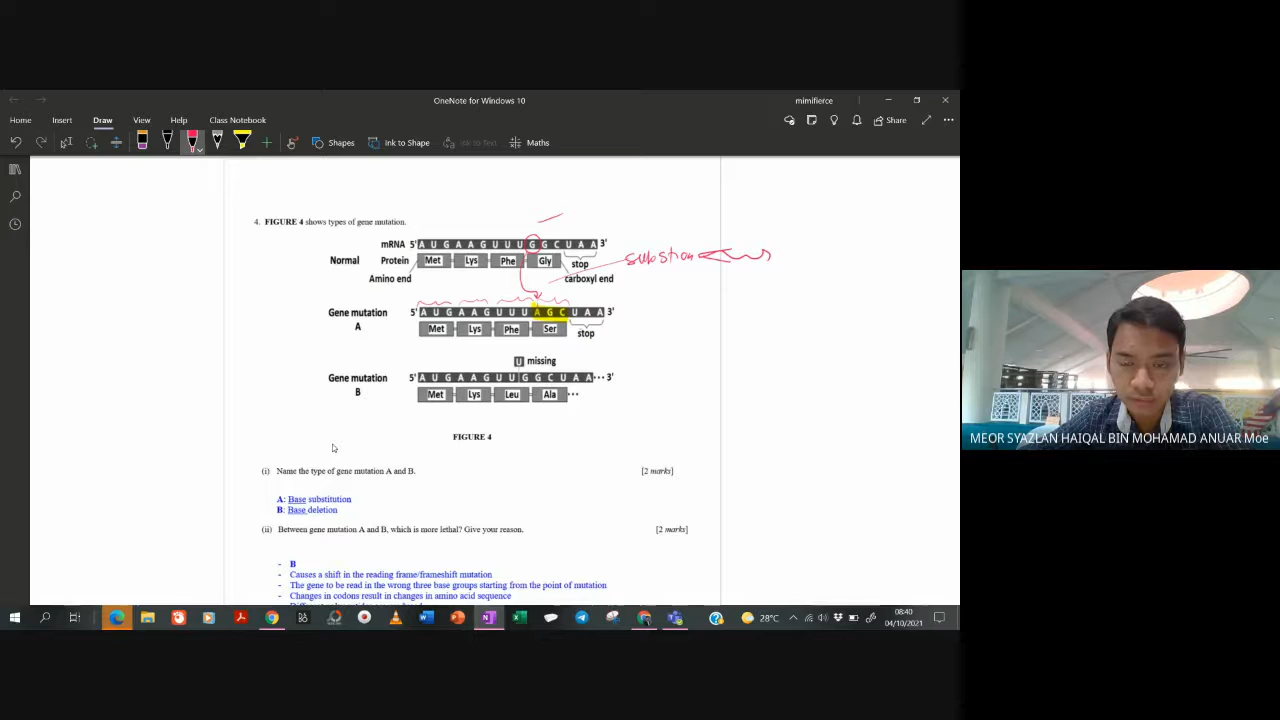 OneNote for Windows 10
mimifierce
Home Insert Draw View Help Class Notebook
Share
Shapes Ink to Shape Ink to Text Maths
4. FIGURE 4 shows types of gene mutation.
mRNA 5' A U G A A G U U U G G C U A A 3'
Normal Protein Met Lys Phe Gly stop
Amino end carboxyl end
substion
Gene mutation A 5' A U G A A G U U U A G C U A A 3'
Met Lys Phe Ser stop
U missing
Gene mutation B 5' A U G A A G U U G G C U A A ··· 3'
Met Lys Leu Ala ···
FIGURE 4
(i) Name the type of gene mutation A and B. [2 marks]
A: Base substitution
B: Base deletion
(ii) Between gene mutation A and B, which is more lethal? Give your reason. [2 marks]
- B
- Causes a shift in the reading frame/frameshift mutation
- The gene to be read in the wrong three base groups starting from the point of mutation
- Changes in codons result in changes in amino acid sequence
MEOR SYAZLAN HAIQAL BIN MOHAMAD ANUAR Moe
28°C
08:40
04/10/2021